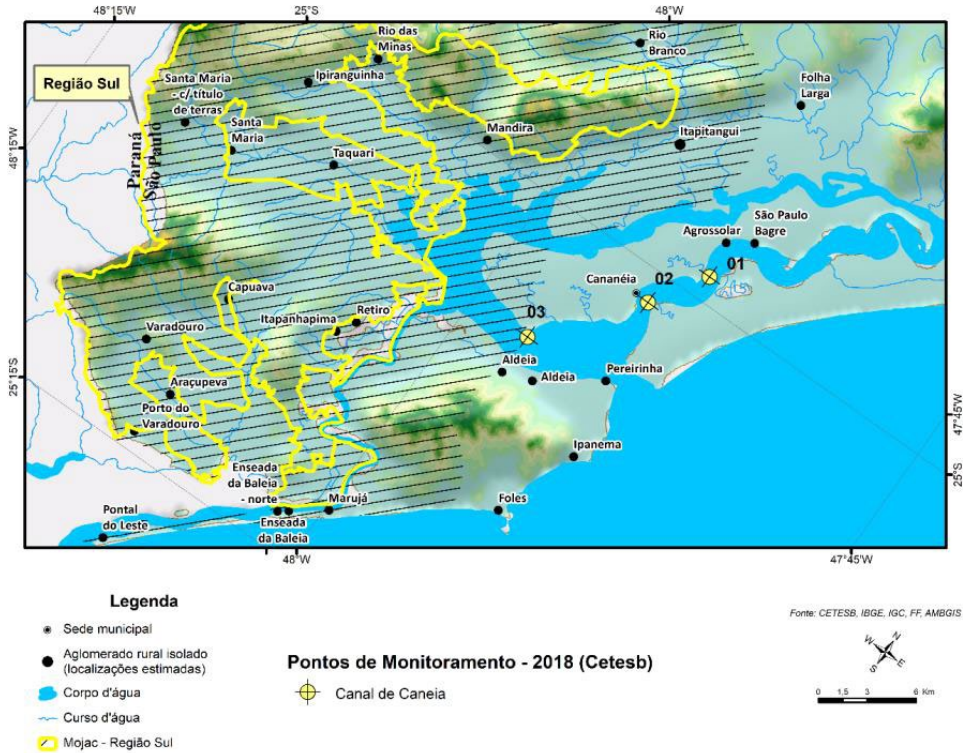 48°15'W
25°S
48°W
Rio das
Minas
Rio
Branco
Região Sul
Santa Maria
- c/ título
de terras
Ipiranguinha
Folha
Larga
48°15'W
Paraná
São Paulo
Santa
Maria
Mandira
Itapitangui
Taquari
Agrossolar
São Paulo
Bagre
Cananéia
02
01
Capuava
Itapanhapima
Retiro
03
Varadouro
25°15'S
Araçupeva
Aldeia
Aldeia
Pereirinha
Porto do
Varadouro
47°45'W
Ipanema
25°S
Enseada
da Baleia
- norte
Pontal
do Leste
Enseada
da Baleia
Marujá
Foles
48°W
47°45'W
Legenda
Sede municipal
Aglomerado rural isolado
(localizações estimadas)
Corpo d'água
Curso d'água
Mojac - Região Sul
Pontos de Monitoramento - 2018 (Cetesb)
Canal de Caneia
Fonte: CETESB, IBGE, IGC, FF, AMBGIS
W N
S E
0 1,5 3 6 Km